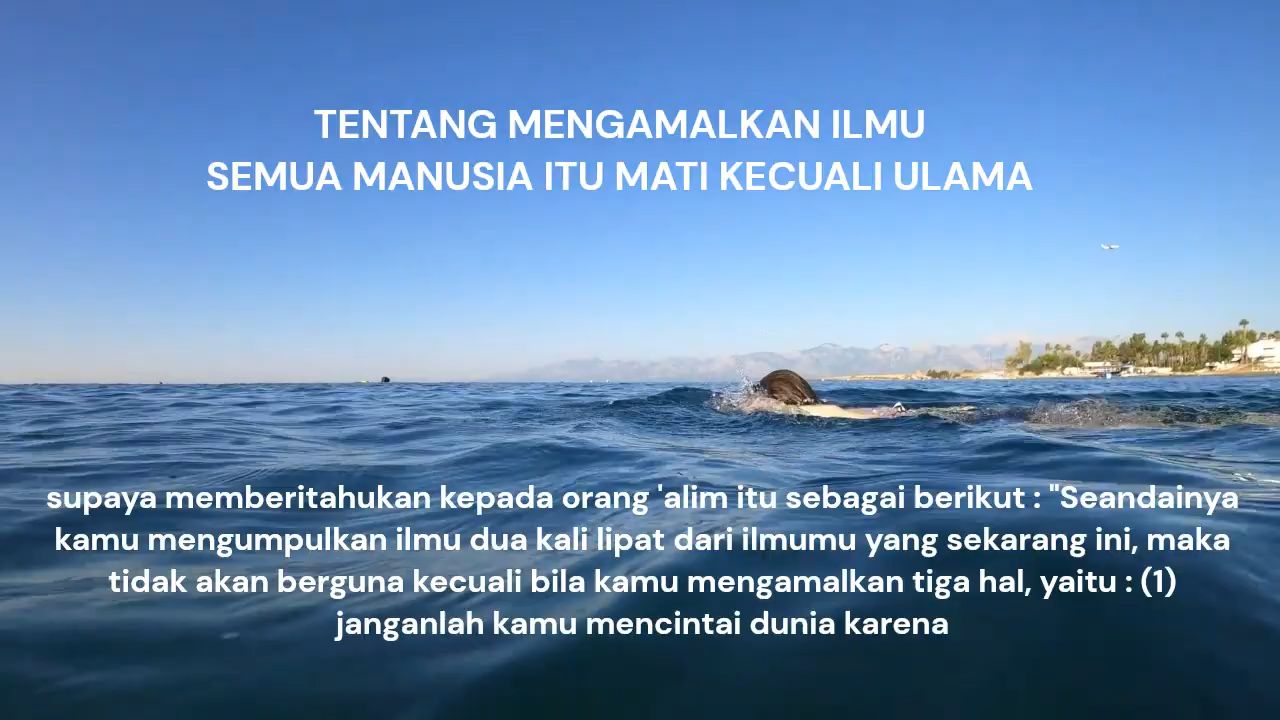 TENTANG MENGAMALKAN ILMU
SEMUA MANUSIA ITU MATI KECUALI ULAMA
supaya memberitahukan kepada orang 'alim itu sebagai berikut : "Seandainya
kamu mengumpulkan ilmu dua kali lipat dari ilmumu yang sekarang ini, maka
tidak akan berguna kecuali bila kamu mengamalkan tiga hal, yaitu : (1)
janganlah kamu mencintai dunia karena